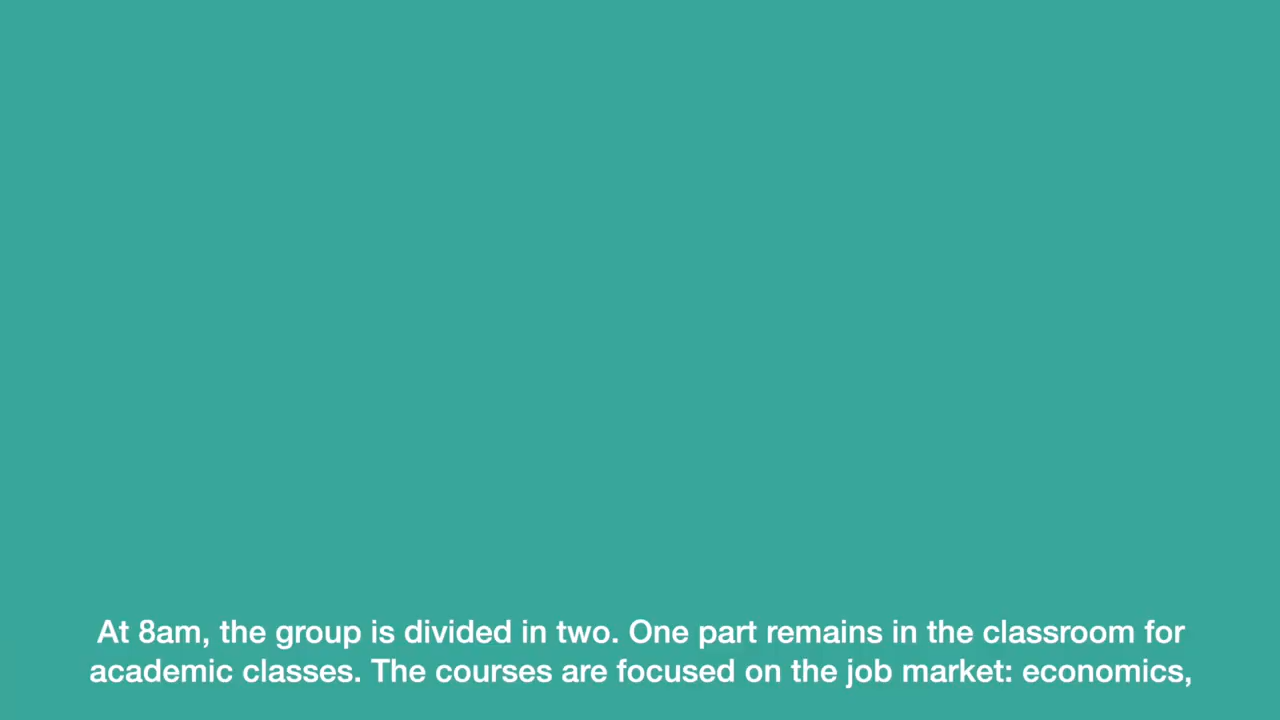 At 8am, the group is divided in two. One part remains in the classroom for
academic classes. The courses are focused on the job market: economics,